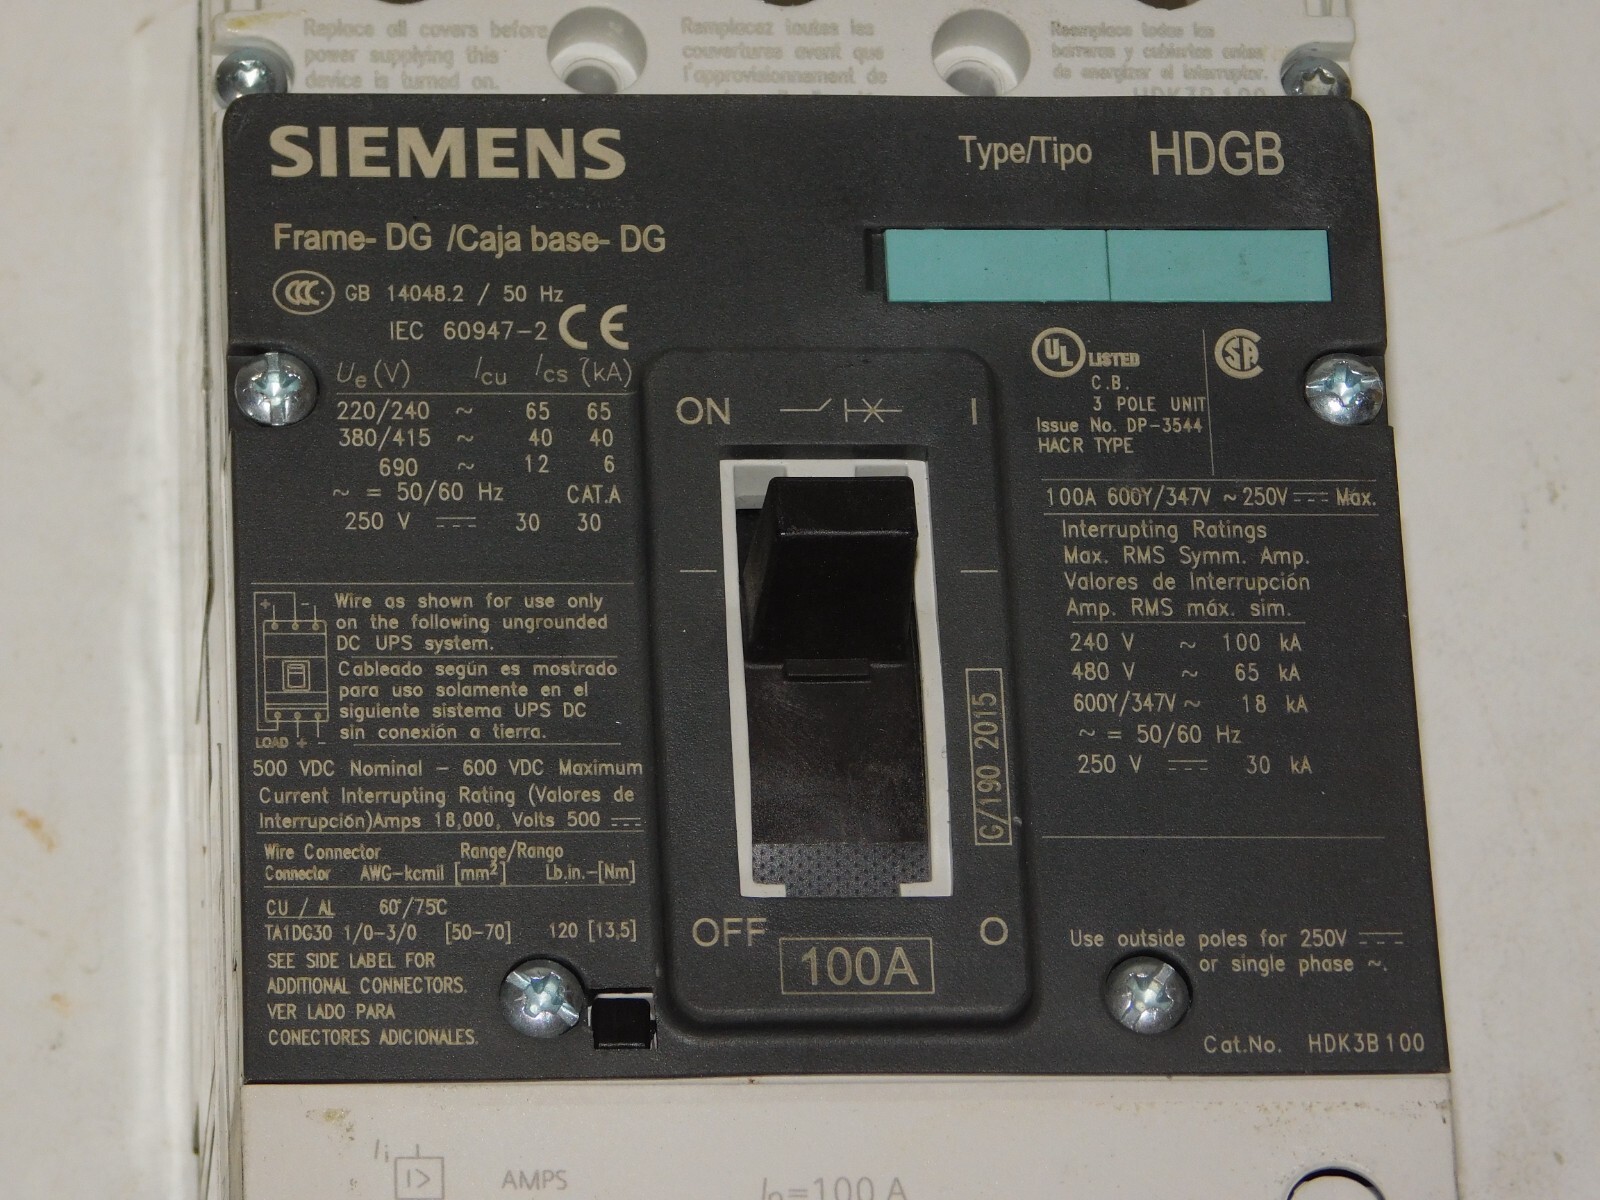 Replace all covers before
power supplying this
device is turned on.
Remplacez toutes les
couvertures avant que
l'approvisionnement de
Reemplace todas las
barreras y cubiertas antes
de energizar el interruptor.
HDK3B100
SIEMENS
Type/Tipo HDGB
Frame- DG /Caja base- DG
CCC GB 14048.2 / 50 Hz
IEC 60947-2 CE
Ue (V) Icu Ics (kA)
220/240 ~ 65 65
380/415 ~ 40 40
690 ~ 12 6
~ = 50/60 Hz CAT.A
250 V ⎓ 30 30
+ -
Wire as shown for use only
on the following ungrounded
DC UPS system.
Cableado según es mostrado
para uso solamente en el
siguiente sistema UPS DC
sin conexión a tierra.
LOAD + -
500 VDC Nominal - 600 VDC Maximum
Current Interrupting Rating (Valores de
Interrupción)Amps 18,000, Volts 500 ⎓
Wire Connector Range/Rango
Connector AWG-kcmil [mm²] Lb.in.-[Nm]
CU / AL 60°/75°C
TA1DG30 1/0-3/0 [50-70] 120 [13,5]
SEE SIDE LABEL FOR
ADDITIONAL CONNECTORS.
VER LADO PARA
CONECTORES ADICIONALES.
ON I
OFF O
100A
G/190 2015
UL LISTED
C.B.
3 POLE UNIT
Issue No. DP-3544
HACR TYPE
100A 600Y/347V ~ 250V ⎓ Máx.
Interrupting Ratings
Max. RMS Symm. Amp.
Valores de Interrupción
Amp. RMS máx. sim.
240 V ~ 100 kA
480 V ~ 65 kA
600Y/347V ~ 18 kA
~ = 50/60 Hz
250 V ⎓ 30 kA
Use outside poles for 250V ⎓
or single phase ~.
Cat.No. HDK3B100
Ii
I>
AMPS
In=100 A